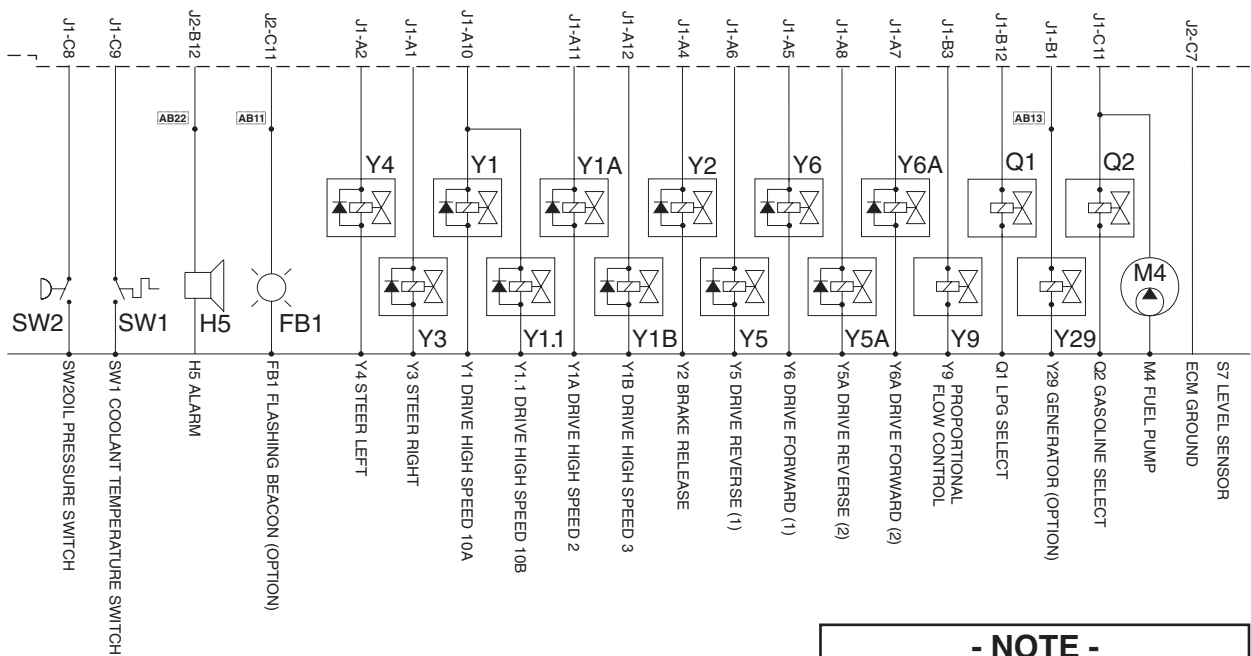 J1-C8
J1-C9
J2-B12
J2-C11
J1-A2
J1-A1
J1-A10
J1-A11
J1-A12
J1-A4
J1-A6
J1-A5
J1-A8
J1-A7
J1-B3
J1-B12
J1-B1
J1-C11
J2-C7
AB22
AB11
AB13
Y4
Y1
Y1A
Y2
Y6
Y6A
Q1
Q2
M4
SW2
SW1
H5
FB1
Y3
Y1.1
Y1B
Y5
Y5A
Y9
Y29
SW2OIL PRESSURE SWITCH
SW1 COOLANT TEMPERATURE SWITCH
H5 ALARM
FB1 FLASHING BEACON (OPTION)
Y4 STEER LEFT
Y3 STEER RIGHT
Y1 DRIVE HIGH SPEED 10A
Y1.1 DRIVE HIGH SPEED 10B
Y1A DRIVE HIGH SPEED 2
Y1B DRIVE HIGH SPEED 3
Y2 BRAKE RELEASE
Y5 DRIVE REVERSE (1)
Y6 DRIVE FORWARD (1)
Y5A DRIVE REVERSE (2)
Y6A DRIVE FORWARD (2)
Y9 PROPORTIONAL
FLOW CONTROL
Q1 LPG SELECT
Y29 GENERATOR (OPTION)
Q2 GASOLINE SELECT
M4 FUEL PUMP
ECM GROUND
S7 LEVEL SENSOR
- NOTE -